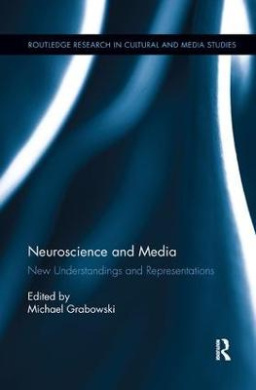 ROUTLEDGE RESEARCH IN CULTURAL AND MEDIA STUDIES
Neuroscience and Media
New Understandings and Representations
Edited by
Michael Grabowski
R
Routledge